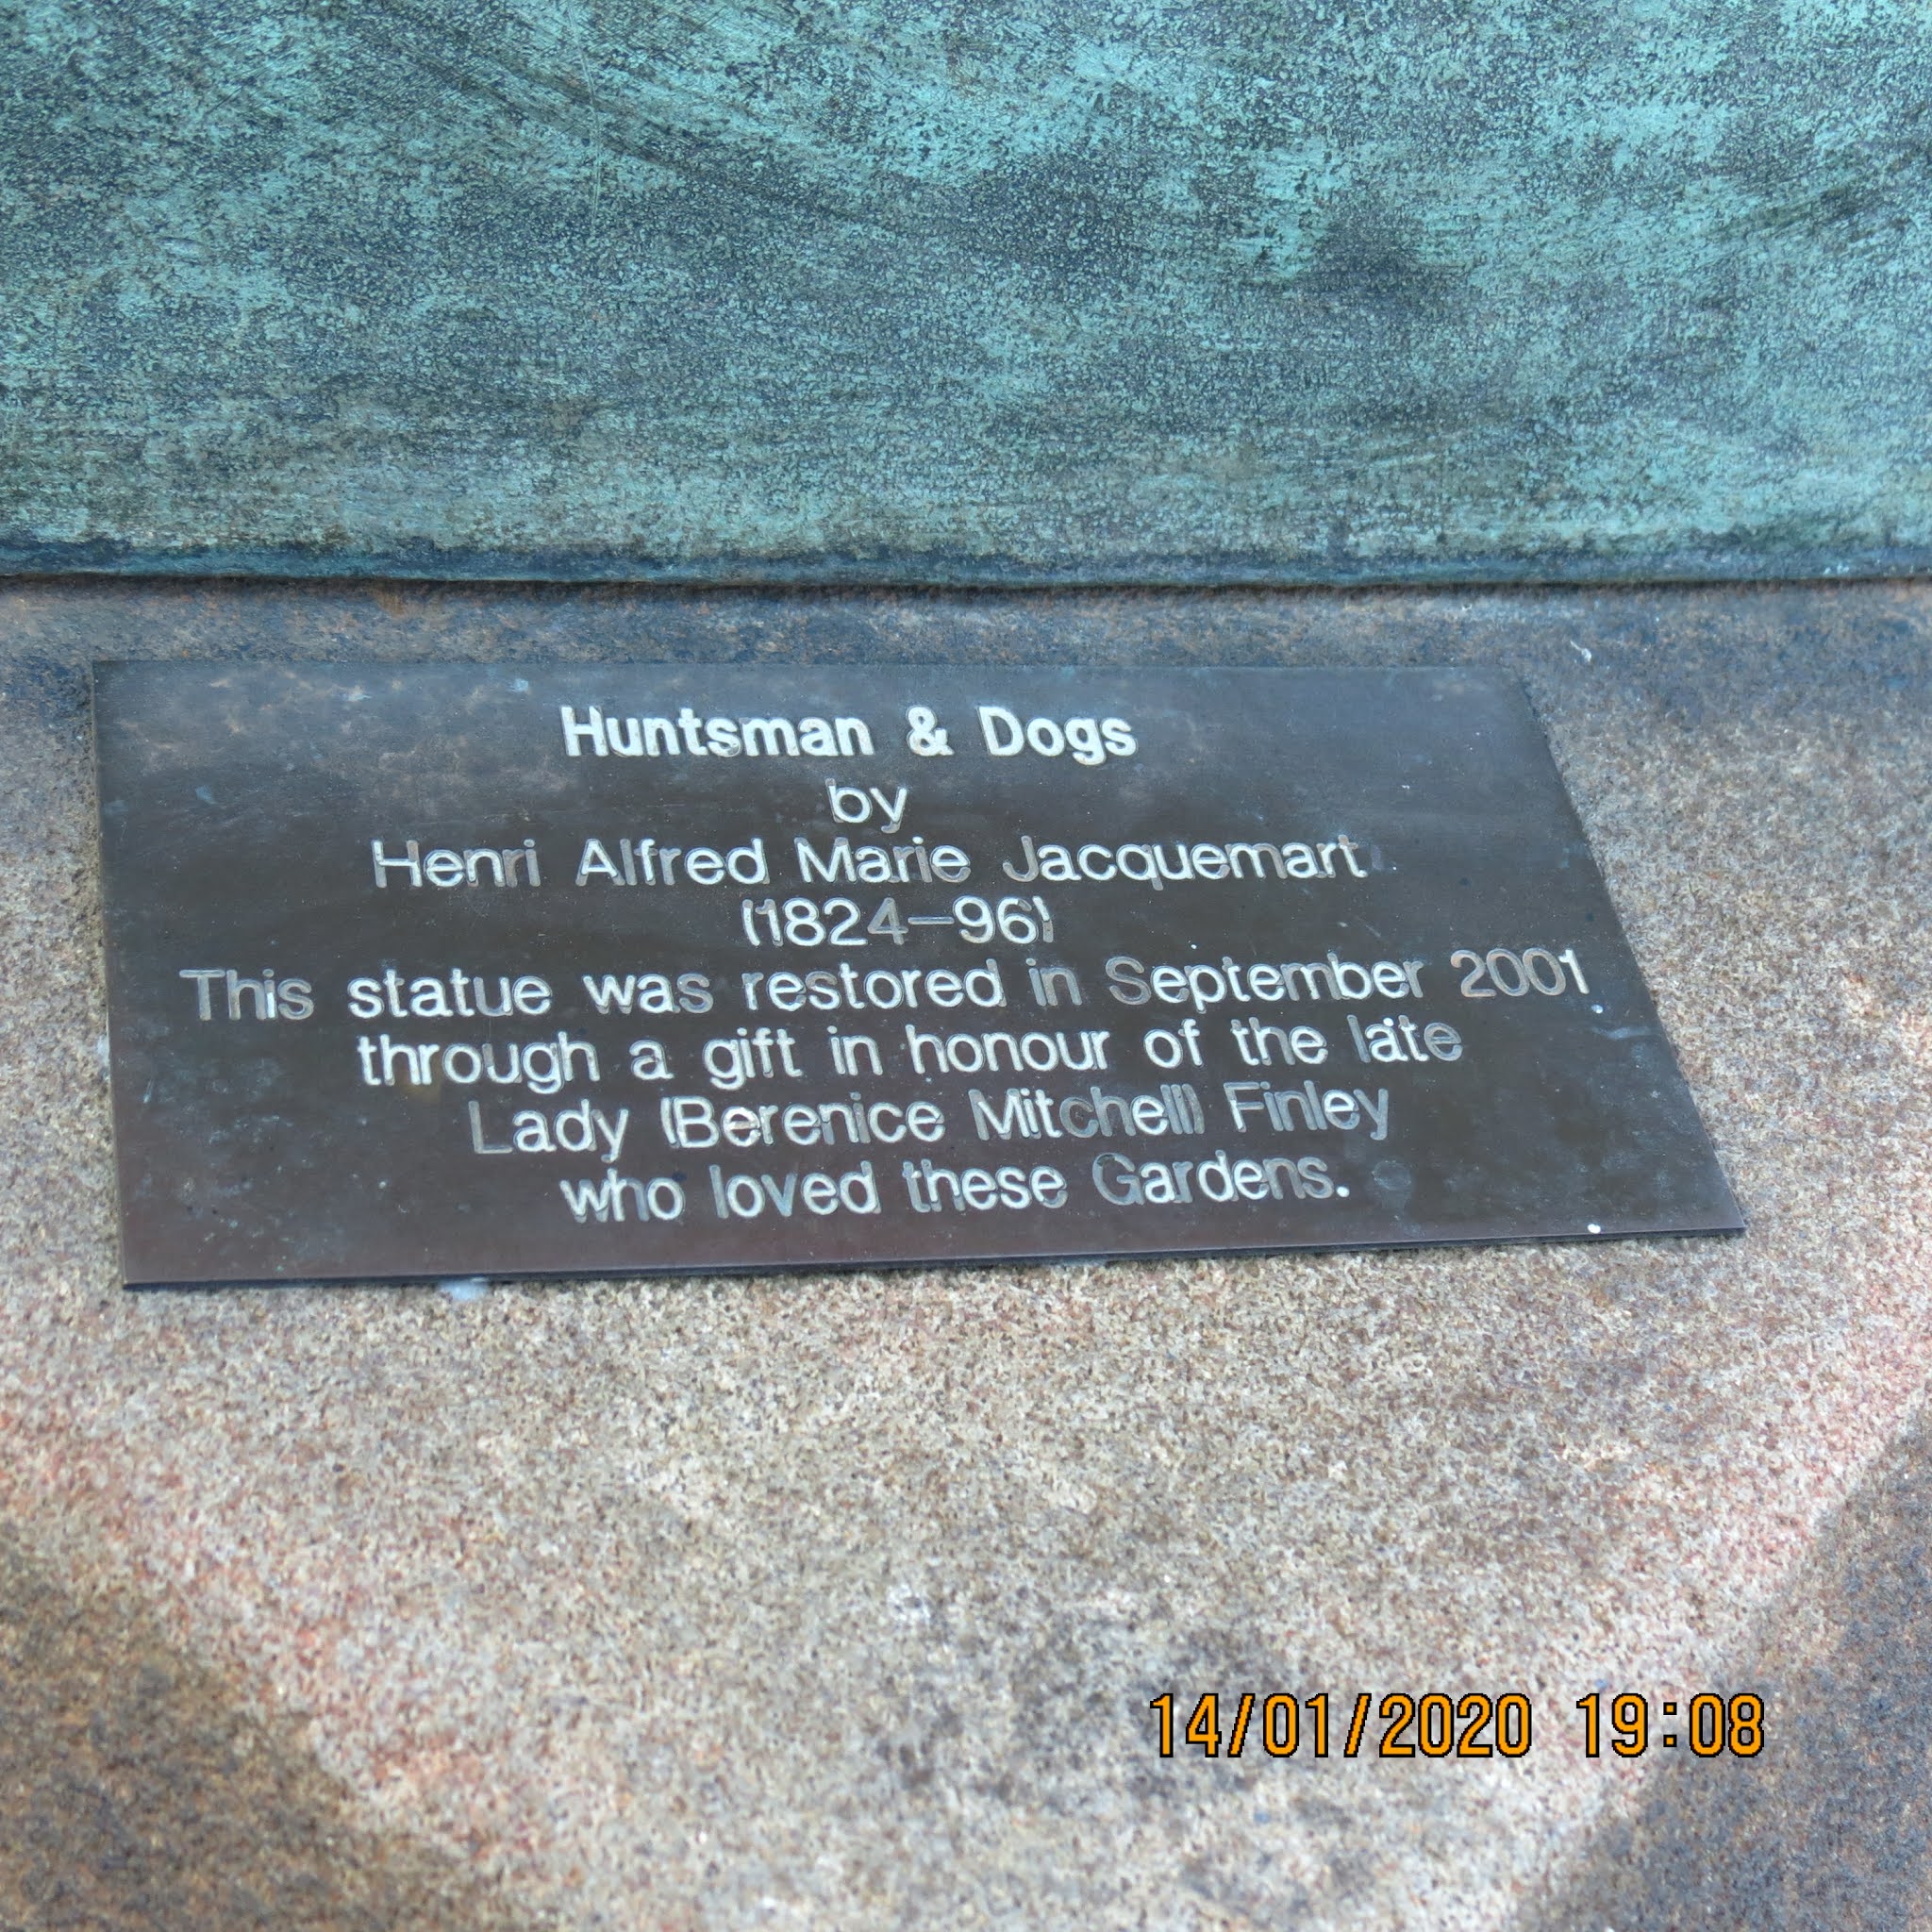 Huntsman & Dogs
by
Henri Alfred Marie Jacquemart
(1824-96)
This statue was restored in September 2001
through a gift in honour of the late
Lady (Berenice Mitchell) Finley
who loved these Gardens.
14/01/2020 19:08